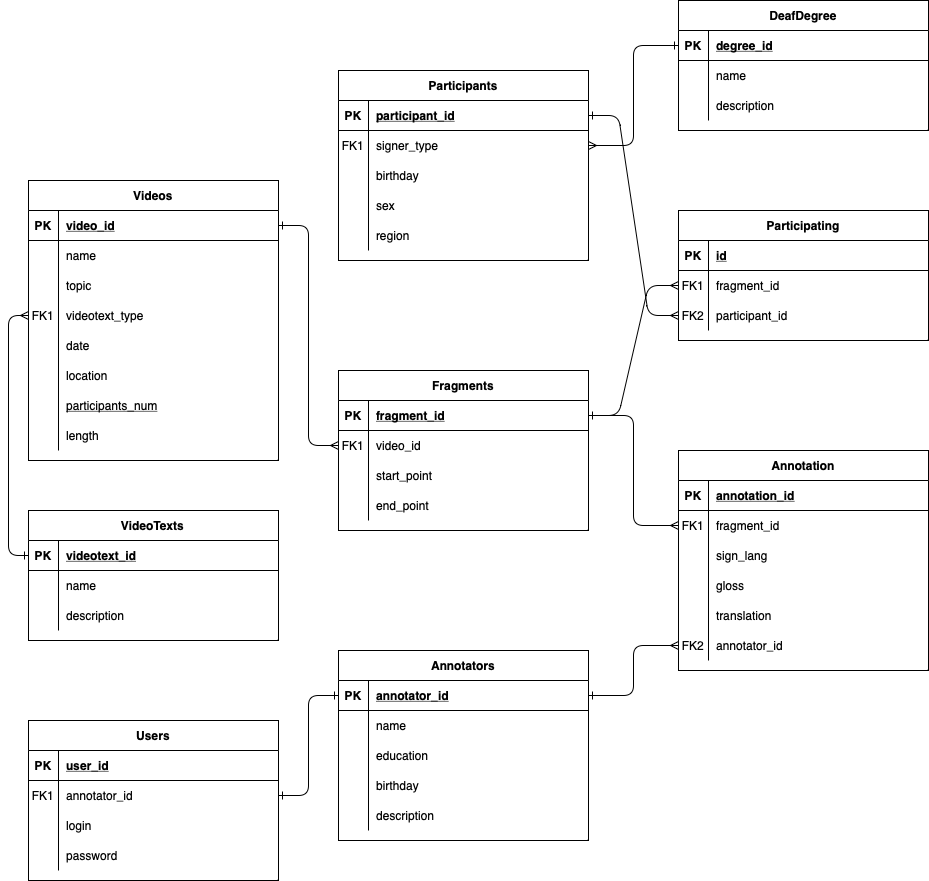 DeafDegree
PK degree_id
name
description
Participants
PK participant_id
FK1 signer_type
birthday
sex
region
Videos
PK video_id
name
topic
FK1 videotext_type
date
location
participants_num
length
Participating
PK id
FK1 fragment_id
FK2 participant_id
Fragments
PK fragment_id
FK1 video_id
start_point
end_point
Annotation
PK annotation_id
FK1 fragment_id
sign_lang
gloss
translation
FK2 annotator_id
VideoTexts
PK videotext_id
name
description
Annotators
PK annotator_id
name
education
birthday
description
Users
PK user_id
FK1 annotator_id
login
password